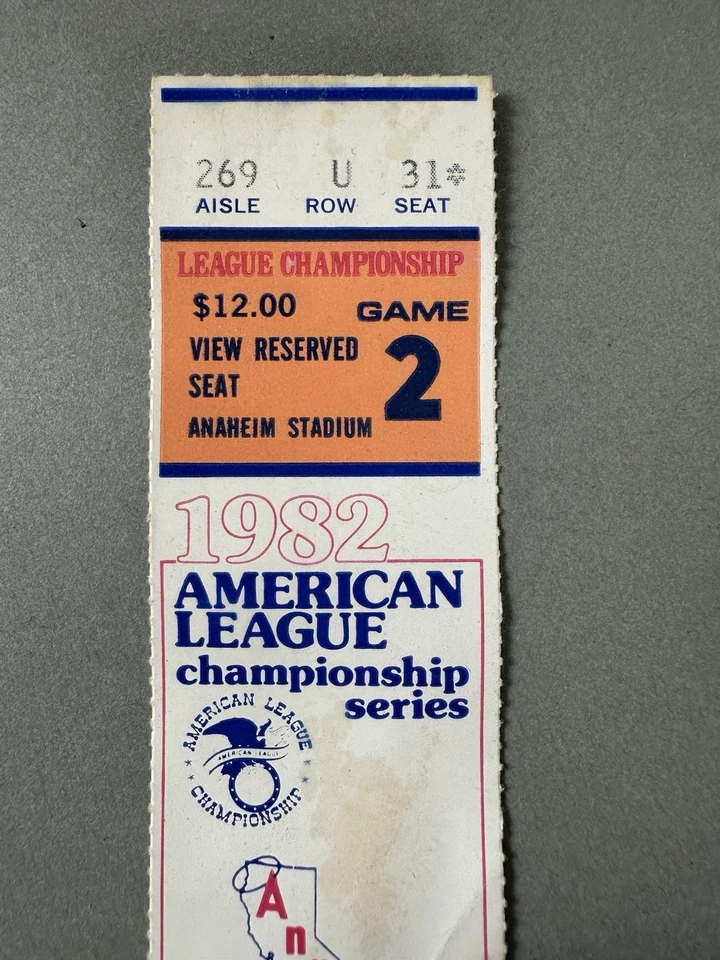 269 U 31*
AISLE ROW SEAT
LEAGUE CHAMPIONSHIP
$12.00 GAME
VIEW RESERVED 2
SEAT
ANAHEIM STADIUM
1982
AMERICAN
LEAGUE
championship
series
AMERICAN LEAGUE
AMERICAN LEAGUE
CHAMPIONSHIP
A
n